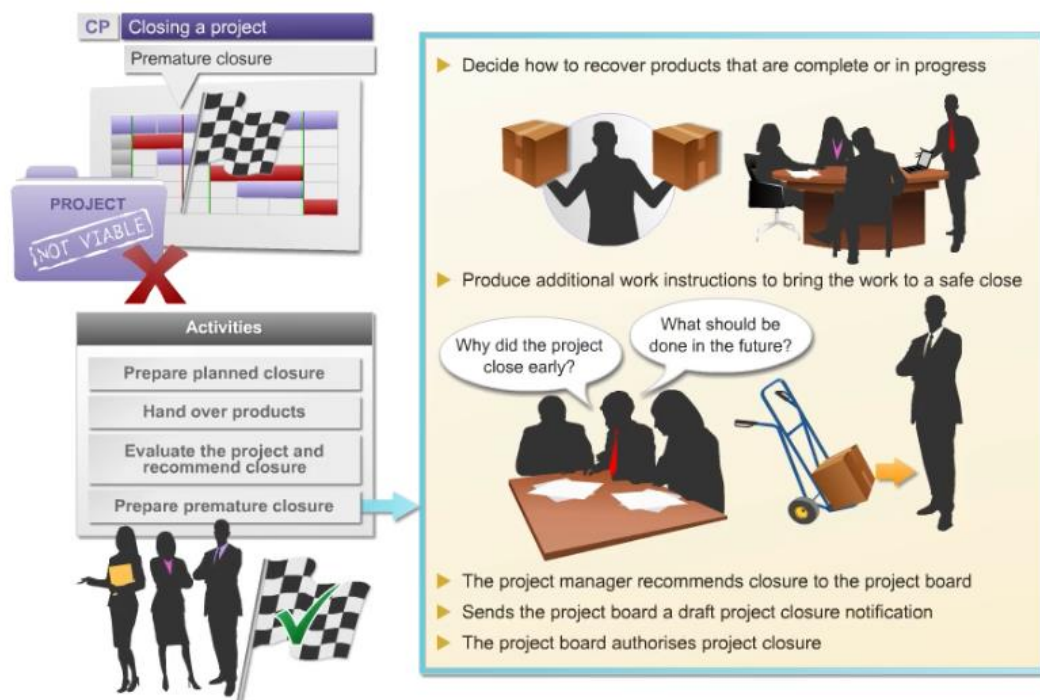 CP Closing a project
Premature closure
PROJECT
NOT VIABLE
Activities
Prepare planned closure
Hand over products
Evaluate the project and
recommend closure
Prepare premature closure
Decide how to recover products that are complete or in progress
Produce additional work instructions to bring the work to a safe close
Why did the project
close early?
What should be
done in the future?
The project manager recommends closure to the project board
Sends the project board a draft project closure notification
The project board authorises project closure